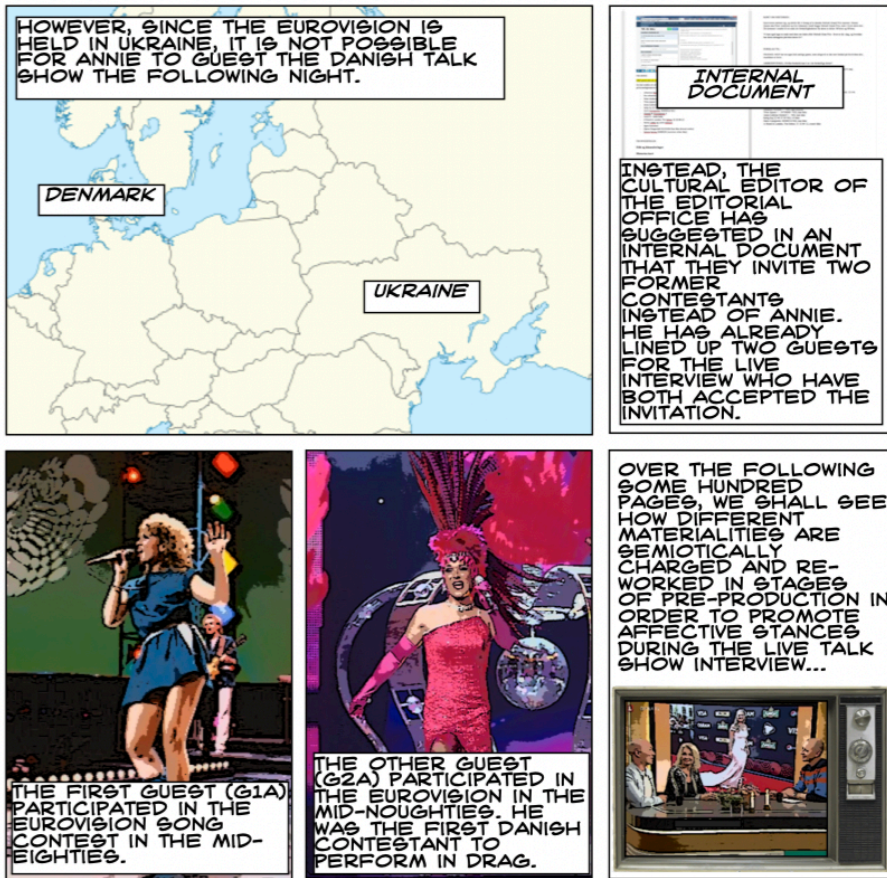 HOWEVER, SINCE THE EUROVISION IS
HELD IN UKRAINE, IT IS NOT POSSIBLE
FOR ANNIE TO GUEST THE DANISH TALK
SHOW THE FOLLOWING NIGHT.
DENMARK
UKRAINE
INTERNAL
DOCUMENT
INSTEAD, THE
CULTURAL EDITOR OF
THE EDITORIAL
OFFICE HAS
SUGGESTED IN AN
INTERNAL DOCUMENT
THAT THEY INVITE TWO
FORMER
CONTESTANTS
INSTEAD OF ANNIE.
HE HAS ALREADY
LINED UP TWO GUESTS
FOR THE LIVE
INTERVIEW WHO HAVE
BOTH ACCEPTED THE
INVITATION.
THE FIRST GUEST (G1A)
PARTICIPATED IN THE
EUROVISION SONG
CONTEST IN THE MID-
EIGHTIES.
THE OTHER GUEST
(G2A) PARTICIPATED IN
THE EUROVISION IN THE
MID-NOUGHTIES. HE
WAS THE FIRST DANISH
CONTESTANT TO
PERFORM IN DRAG.
OVER THE FOLLOWING
SOME HUNDRED
PAGES, WE SHALL SEE
HOW DIFFERENT
MATERIALITIES ARE
SEMIOTICALLY
CHARGED AND RE-
WORKED IN STAGES
OF PRE-PRODUCTION IN
ORDER TO PROMOTE
AFFECTIVE STANCES
DURING THE LIVE TALK
SHOW INTERVIEW...